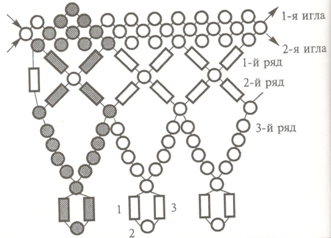 1-я игла
2-я игла
1-й ряд
2-й ряд
3-й ряд
1 3
2